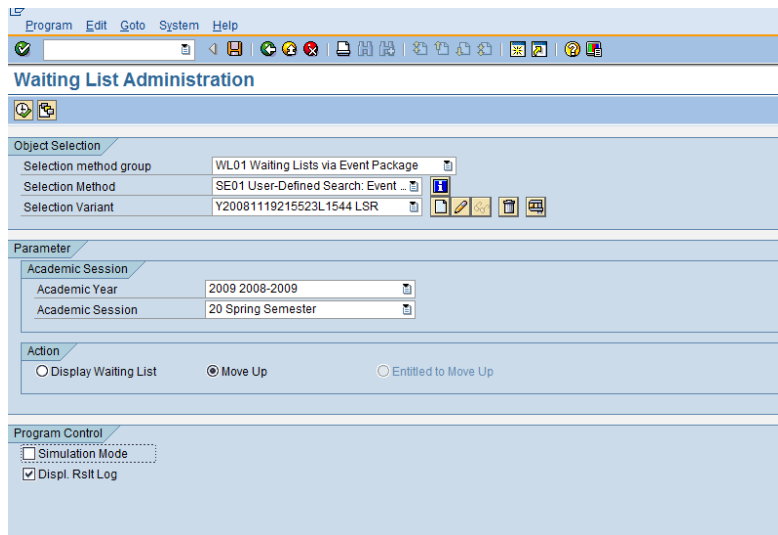 Program Edit Goto System Help
Waiting List Administration
Object Selection
Selection method group WL01 Waiting Lists via Event Package
Selection Method SE01 User-Defined Search: Event ..
Selection Variant Y20081119215523L1544 LSR
Parameter
Academic Session
Academic Year 2009 2008-2009
Academic Session 20 Spring Semester
Action
Display Waiting List Move Up Entitled to Move Up
Program Control
Simulation Mode
Displ. Rslt Log